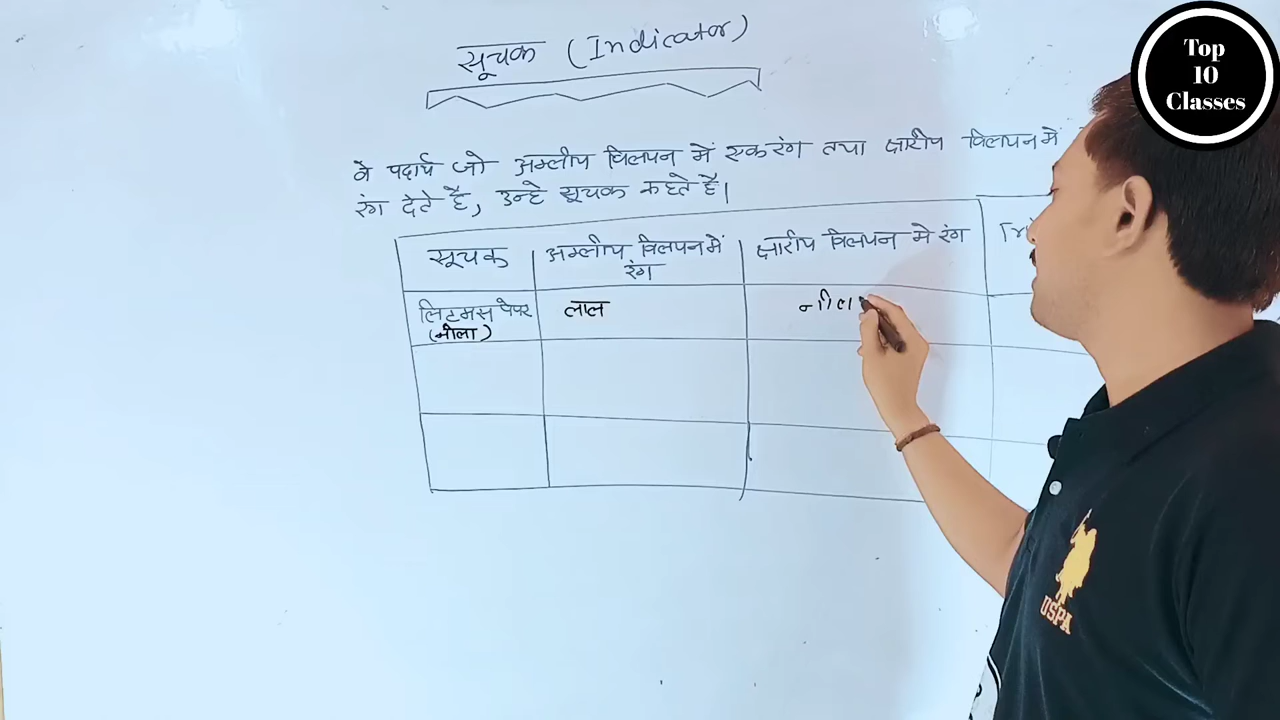 Top
10
Classes
सूचक (Indicator)
वे पदार्थ जो अम्लीय विलयन में एक रंग तथा क्षारीय विलयन मे
रंग देते है, उन्हे सूचक कहते है।
सूचक
अम्लीय विलयन में
रंग
क्षारीय विलयन मे रंग
लिटमस पेपर
(नीला)
लाल
नील
USPA